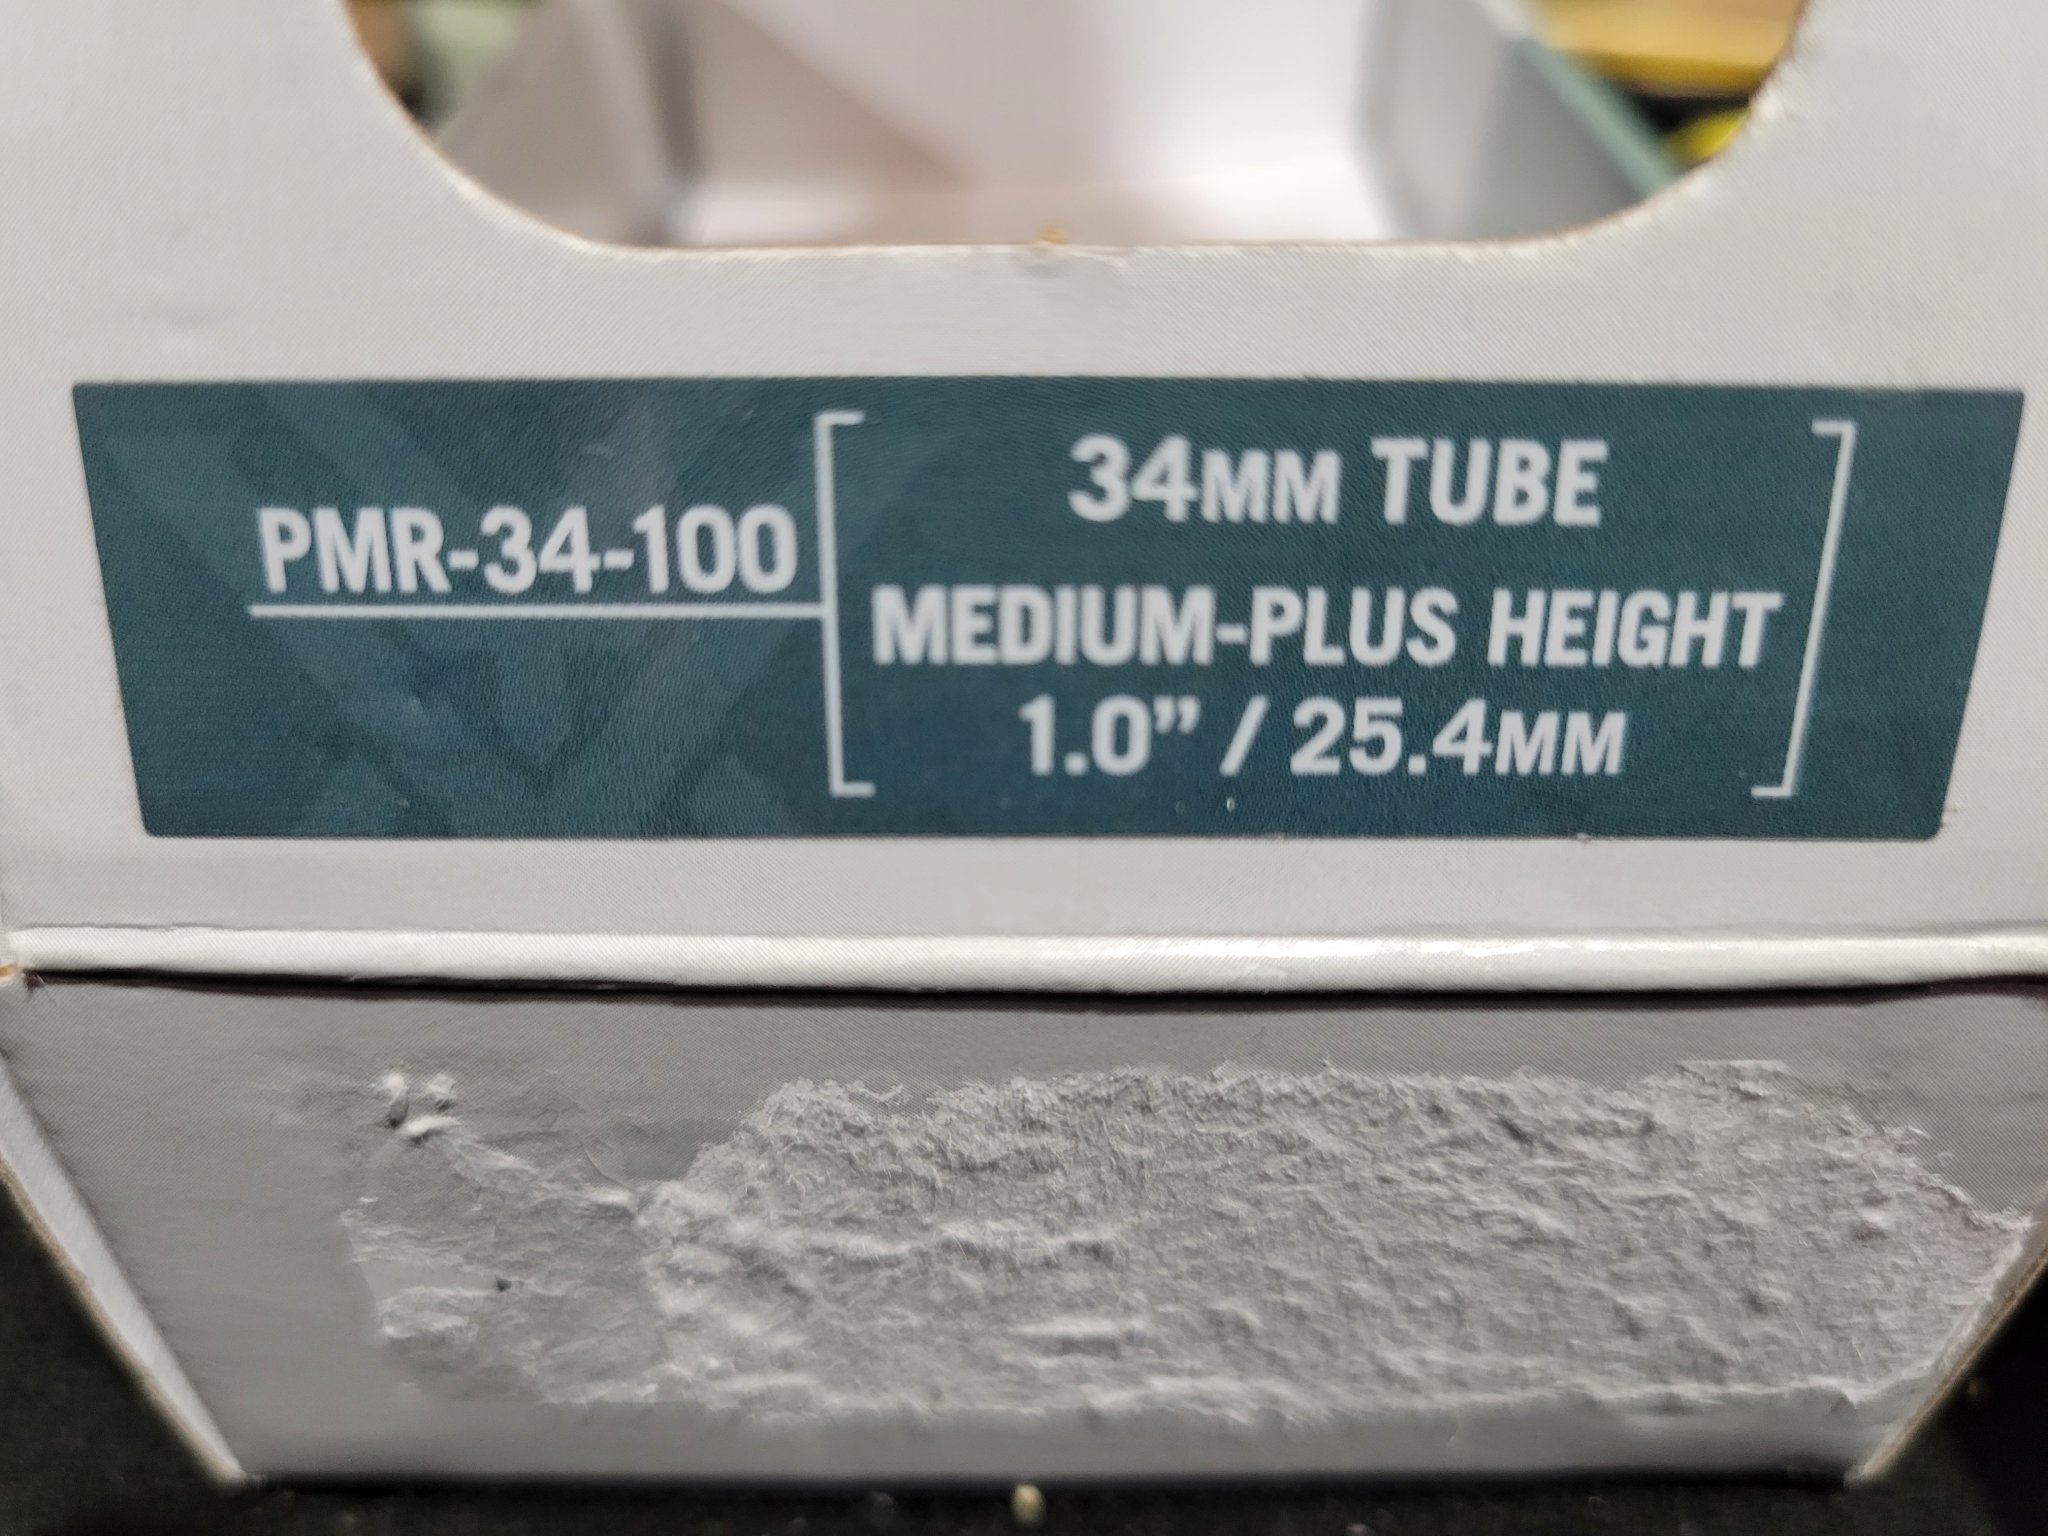 PMR-34-100
34MM TUBE
MEDIUM-PLUS HEIGHT
1.0” / 25.4MM